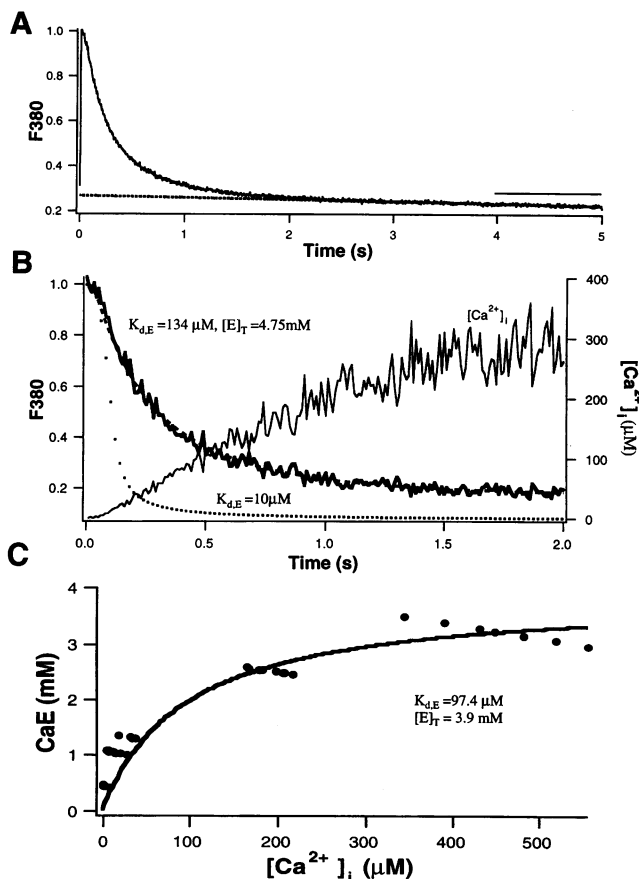 A
1.0
0.8
0.6
0.4
0.2
F380
0 1 2 3 4 5
Time (s)
B
1.0
0.8
0.6
0.4
0.2
F380
K_d,E =134 µM, [E]_T =4.75mM
[Ca²⁺]_i
K_d,E =10µM
400
300
200
100
0
[Ca²⁺]_i (µM)
0.0 0.5 1.0 1.5 2.0
Time (s)
C
4
3
2
1
0
CaE (mM)
K_d,E =97.4 µM
[E]_T = 3.9 mM
0 100 200 300 400 500
[Ca²⁺ ]_i (µM)